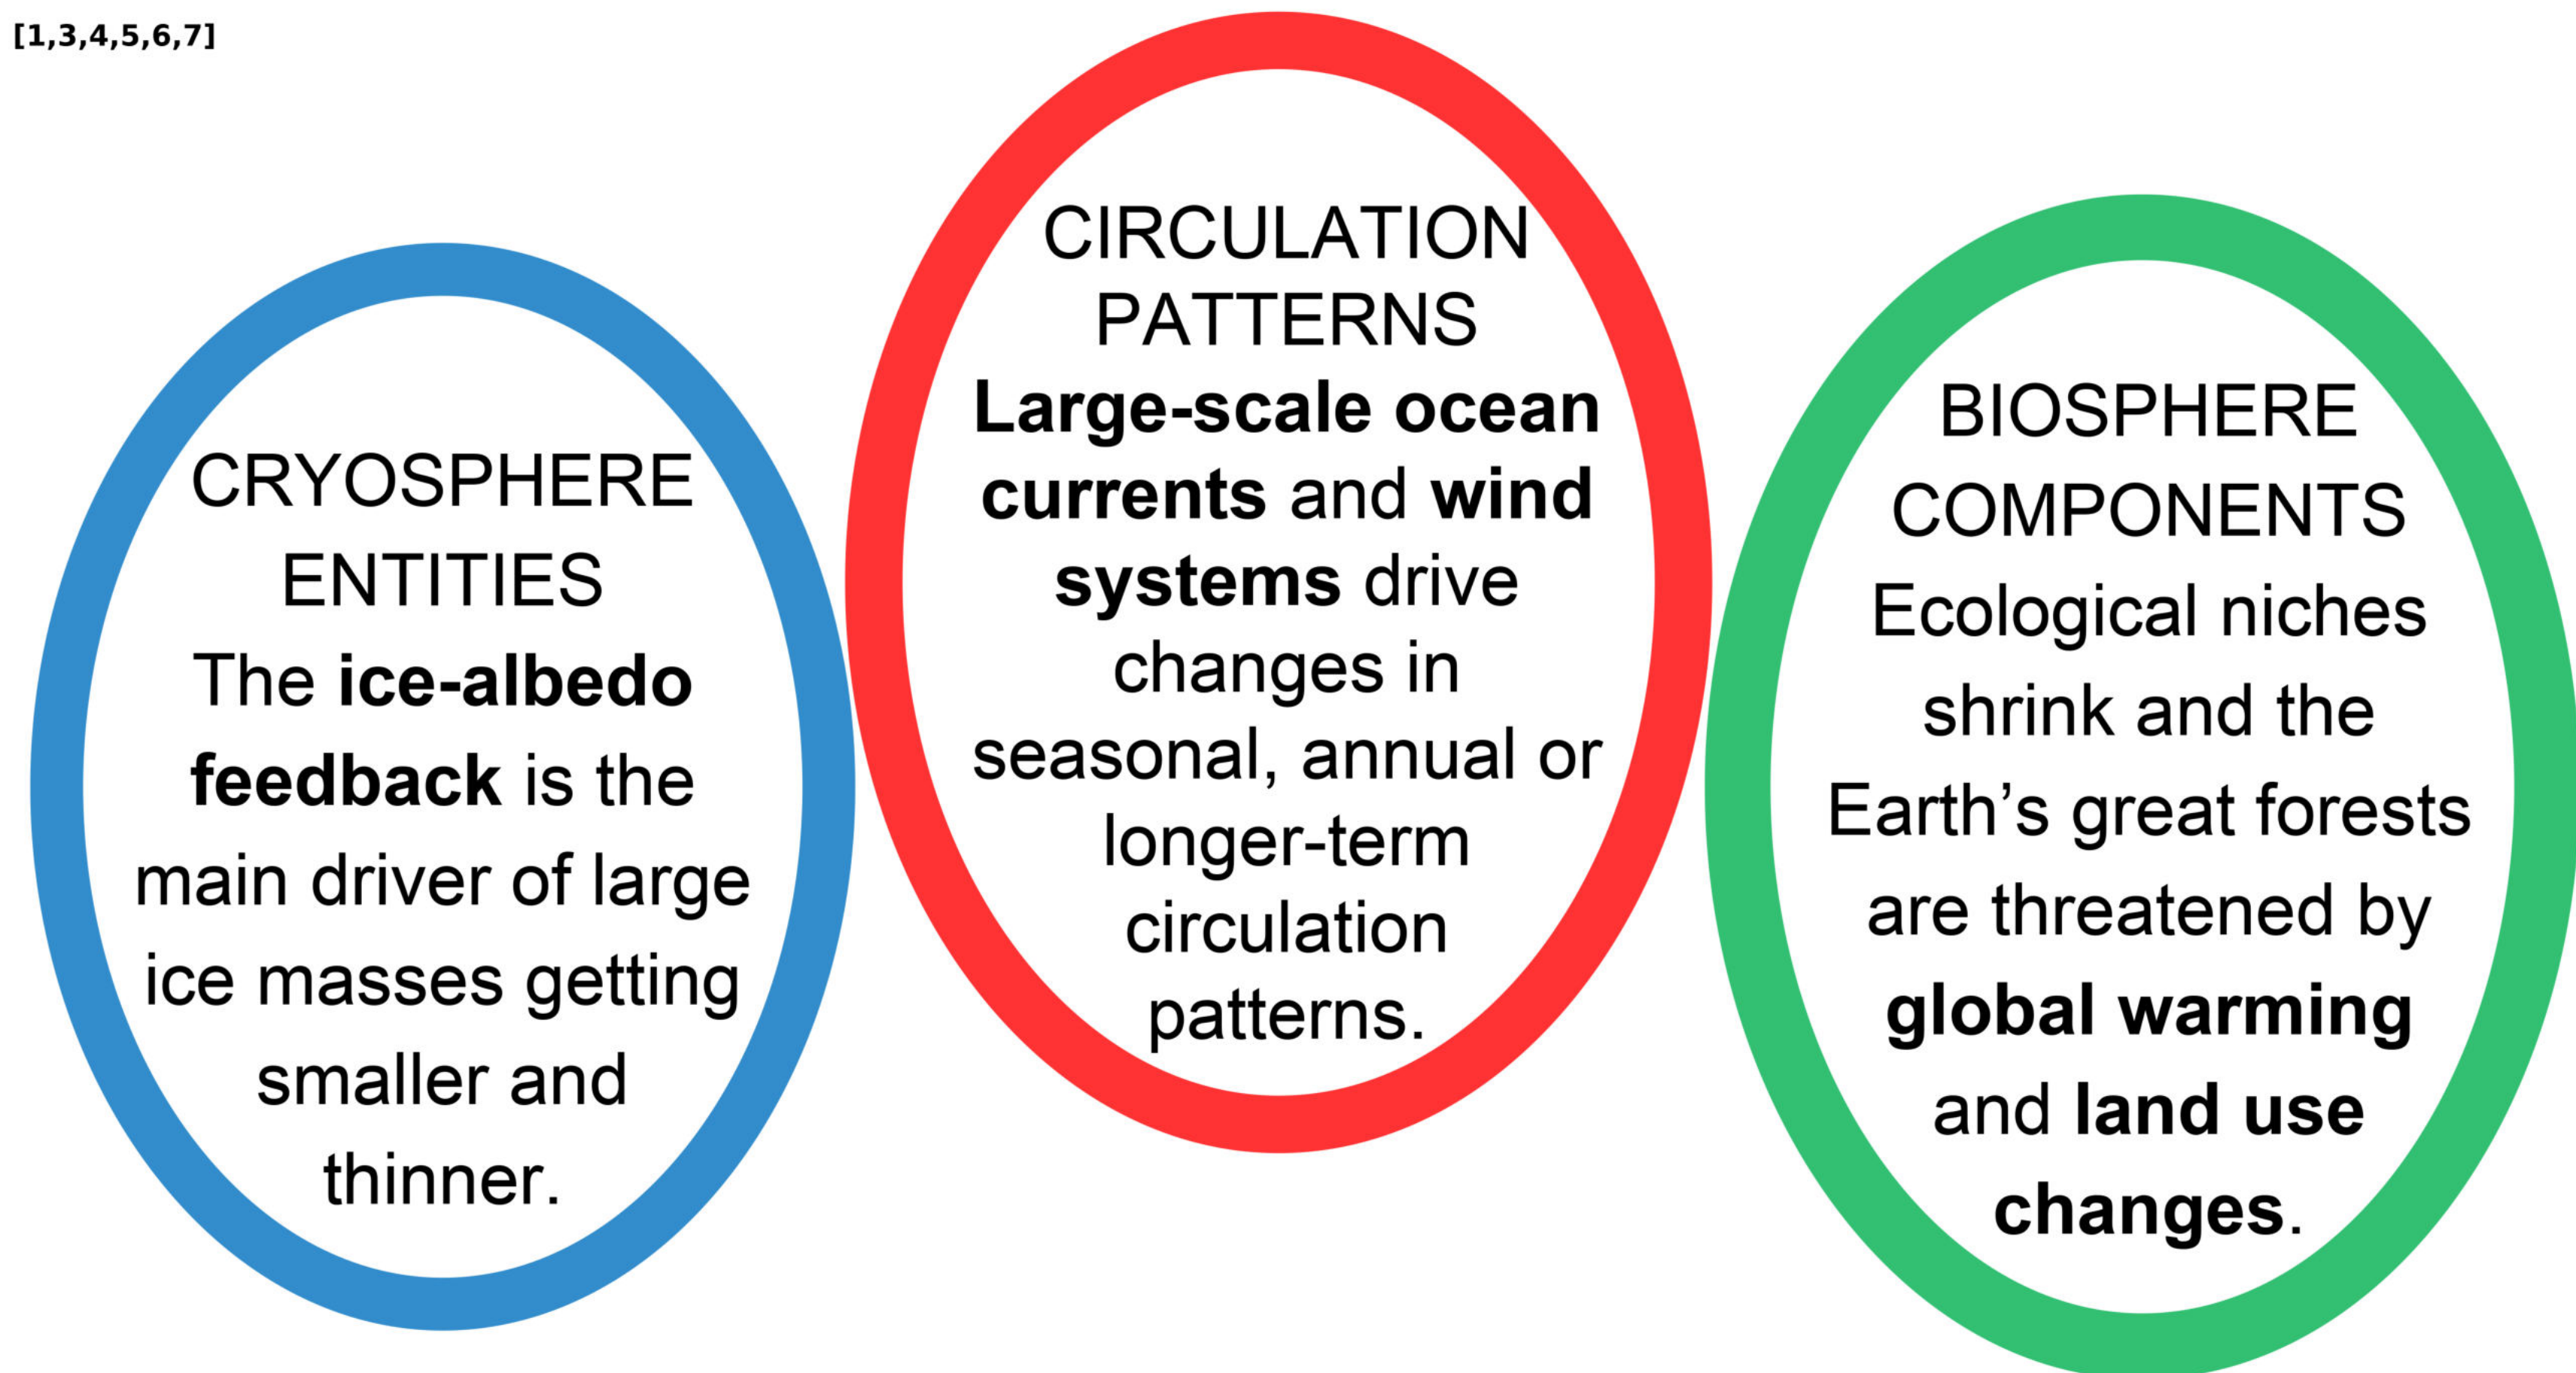 [1,3,4,5,6,7]
CRYOSPHERE
ENTITIES
The ice-albedo
feedback is the
main driver of large
ice masses getting
smaller and
thinner.
CIRCULATION
PATTERNS
Large-scale ocean
currents and wind
systems drive
changes in
seasonal, annual or
longer-term
circulation
patterns.
BIOSPHERE
COMPONENTS
Ecological niches
shrink and the
Earth’s great forests
are threatened by
global warming
and land use
changes.